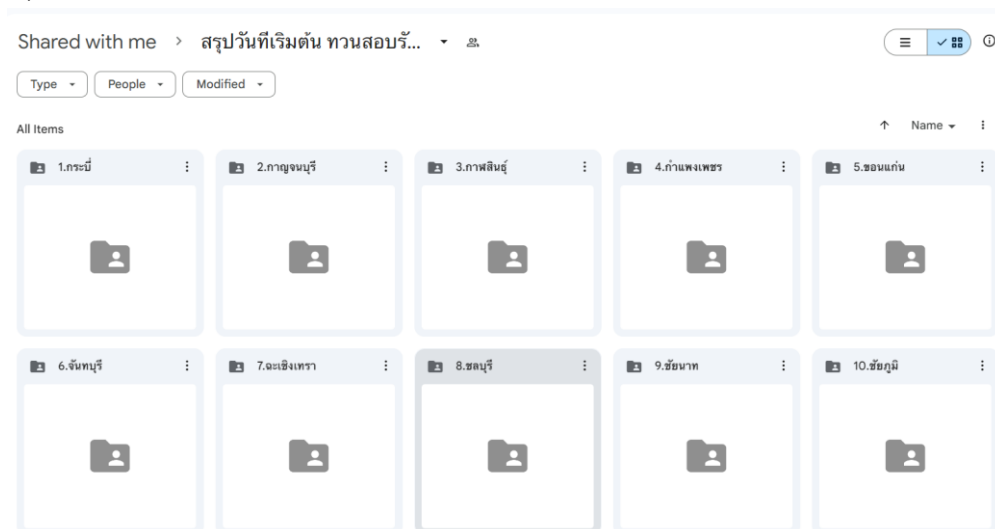 Shared with me > สรุปวันที่เริ่มต้น ทวนสอบรั...
Type People Modified
All Items Name
1.กระบี่ 2.กาญจนบุรี 3.กาฬสินธุ์ 4.กำแพงเพชร 5.ขอนแก่น
6.จันทบุรี 7.ฉะเชิงเทรา 8.ชลบุรี 9.ชัยนาท 10.ชัยภูมิ